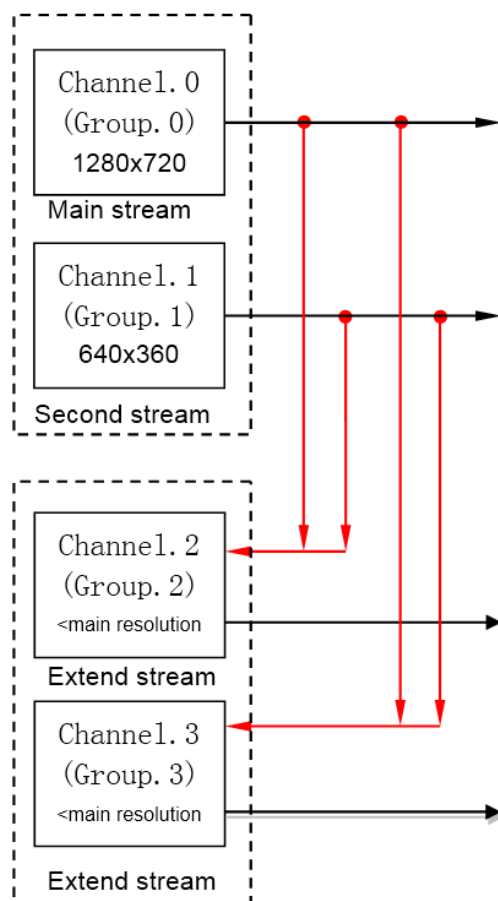 Channel.0
(Group.0)
1280x720
Main stream
Channel.1
(Group.1)
640x360
Second stream
Channel.2
(Group.2)
<main resolution
Extend stream
Channel.3
(Group.3)
<main resolution
Extend stream